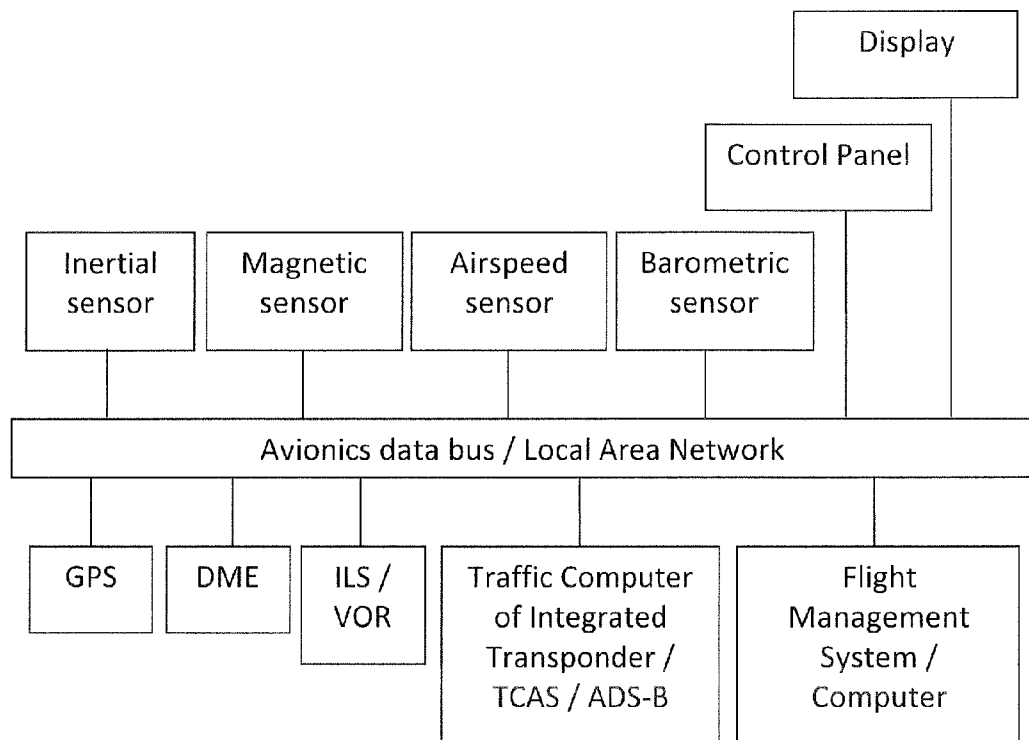 Display
Control Panel
Inertial
sensor
Magnetic
sensor
Airspeed
sensor
Barometric
sensor
Avionics data bus / Local Area Network
GPS
DME
ILS /
VOR
Traffic Computer
of Integrated
Transponder /
TCAS / ADS-B
Flight
Management
System /
Computer